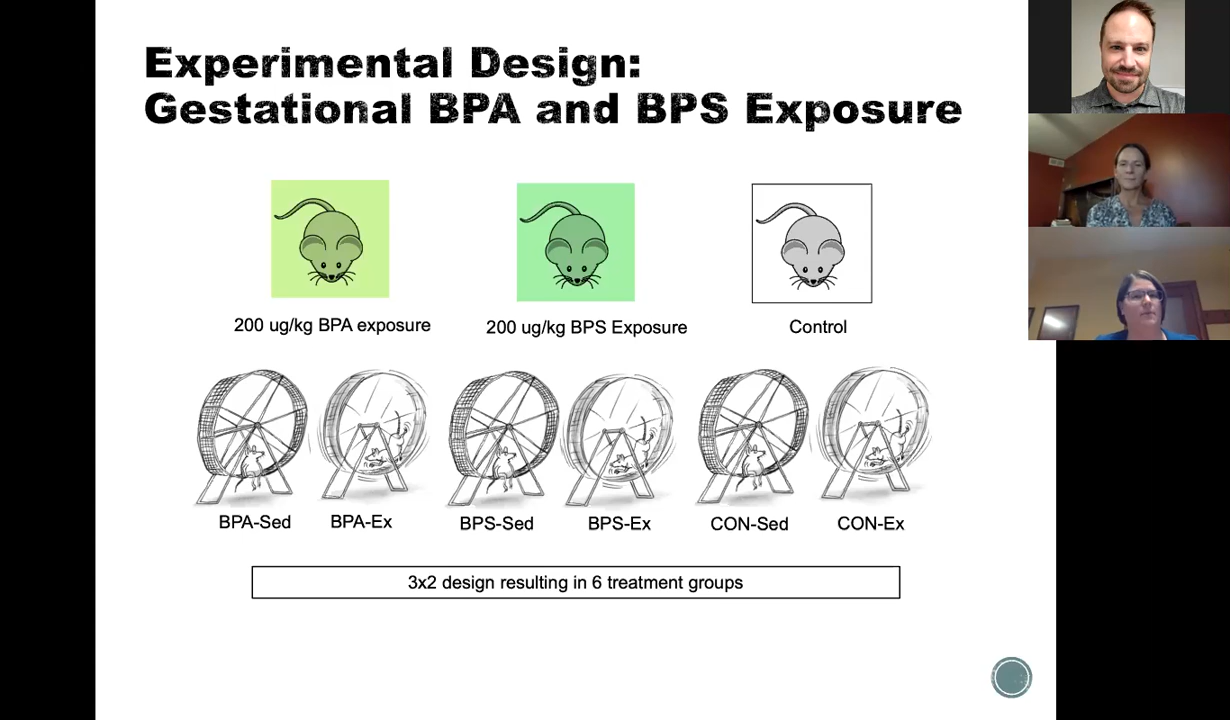 Experimental Design:
Gestational BPA and BPS Exposure
200 ug/kg BPA exposure
200 ug/kg BPS Exposure
Control
BPA-Sed
BPA-Ex
BPS-Sed
BPS-Ex
CON-Sed
CON-Ex
3x2 design resulting in 6 treatment groups